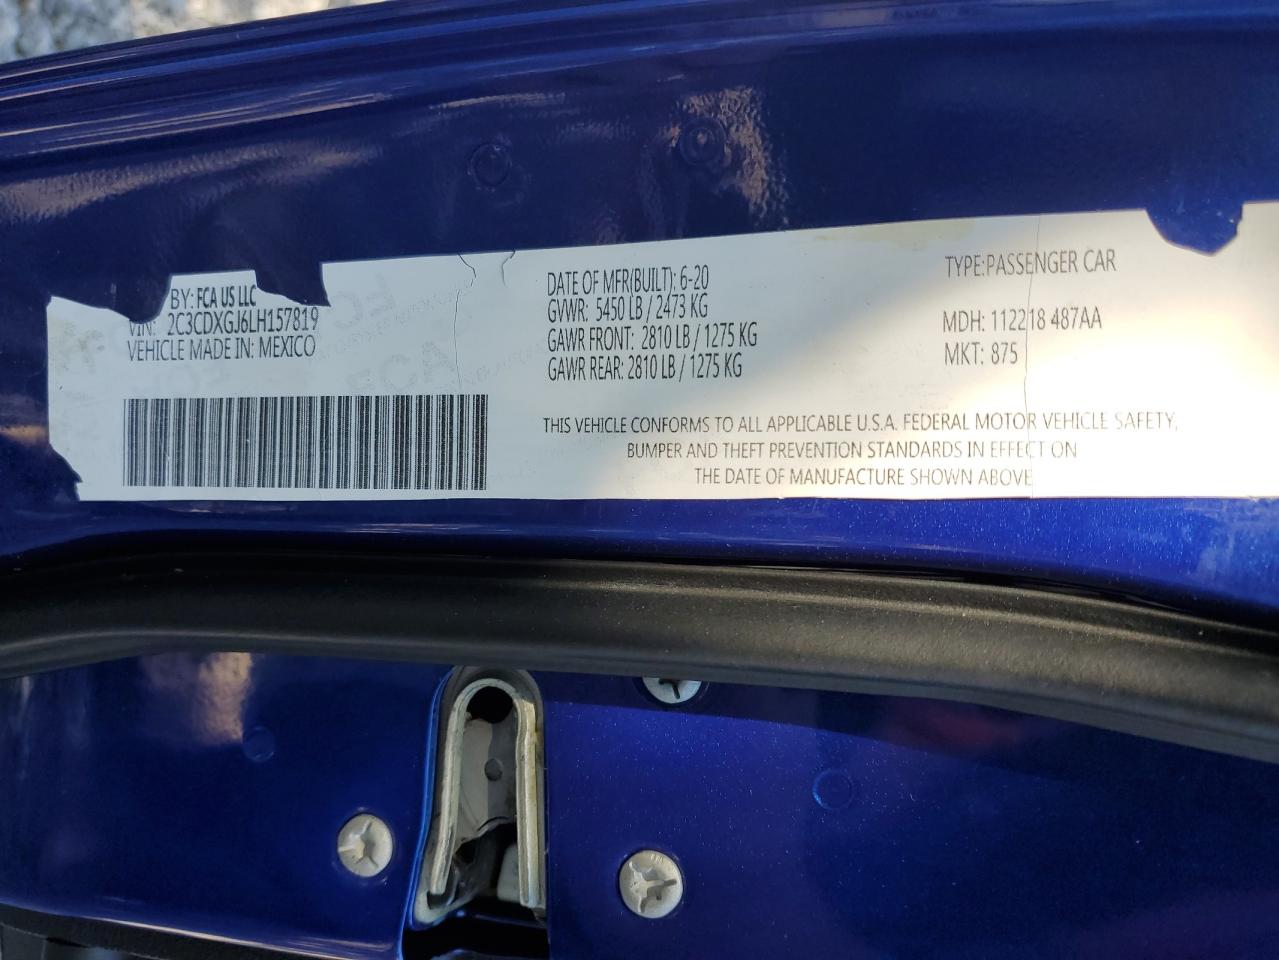 BY: FCA US LLC
VIN: 2C3CDXGJ6LH157819
VEHICLE MADE IN: MEXICO
DATE OF MFR(BUILT): 6-20
GVWR: 5450 LB / 2473 KG
GAWR FRONT: 2810 LB / 1275 KG
GAWR REAR: 2810 LB / 1275 KG
TYPE:PASSENGER CAR
MDH: 112218 487AA
MKT: 875
THIS VEHICLE CONFORMS TO ALL APPLICABLE U.S.A. FEDERAL MOTOR VEHICLE SAFETY,
BUMPER AND THEFT PREVENTION STANDARDS IN EFFECT ON
THE DATE OF MANUFACTURE SHOWN ABOVE